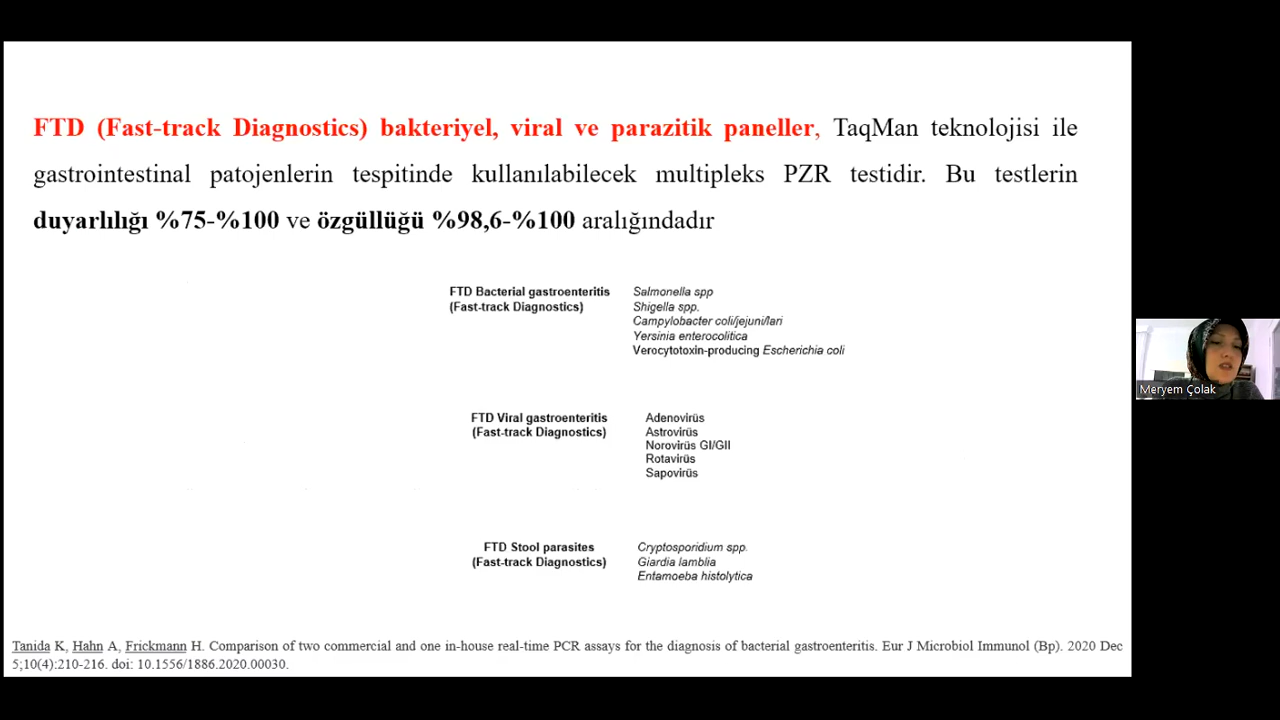 FTD (Fast-track Diagnostics) bakteriyel, viral ve parazitik paneller, TaqMan teknolojisi ile
gastrointestinal patojenlerin tespitinde kullanılabilecek multipleks PZR testidir. Bu testlerin
duyarlılığı %75-%100 ve özgüllüğü %98,6-%100 aralığındadır
FTD Bacterial gastroenteritis
(Fast-track Diagnostics)
Salmonella spp
Shigella spp.
Campylobacter coli/jejuni/lari
Yersinia enterocolitica
Verocytotoxin-producing Escherichia coli
FTD Viral gastroenteritis
(Fast-track Diagnostics)
Adenovirüs
Astrovirüs
Norovirüs GI/GII
Rotavirüs
Sapovirüs
FTD Stool parasites
(Fast-track Diagnostics)
Cryptosporidium spp.
Giardia lamblia
Entamoeba histolytica
Tanida K, Hahn A, Frickmann H. Comparison of two commercial and one in-house real-time PCR assays for the diagnosis of bacterial gastroenteritis. Eur J Microbiol Immunol (Bp). 2020 Dec
5;10(4):210-216. doi: 10.1556/1886.2020.00030.
Meryem Çolak